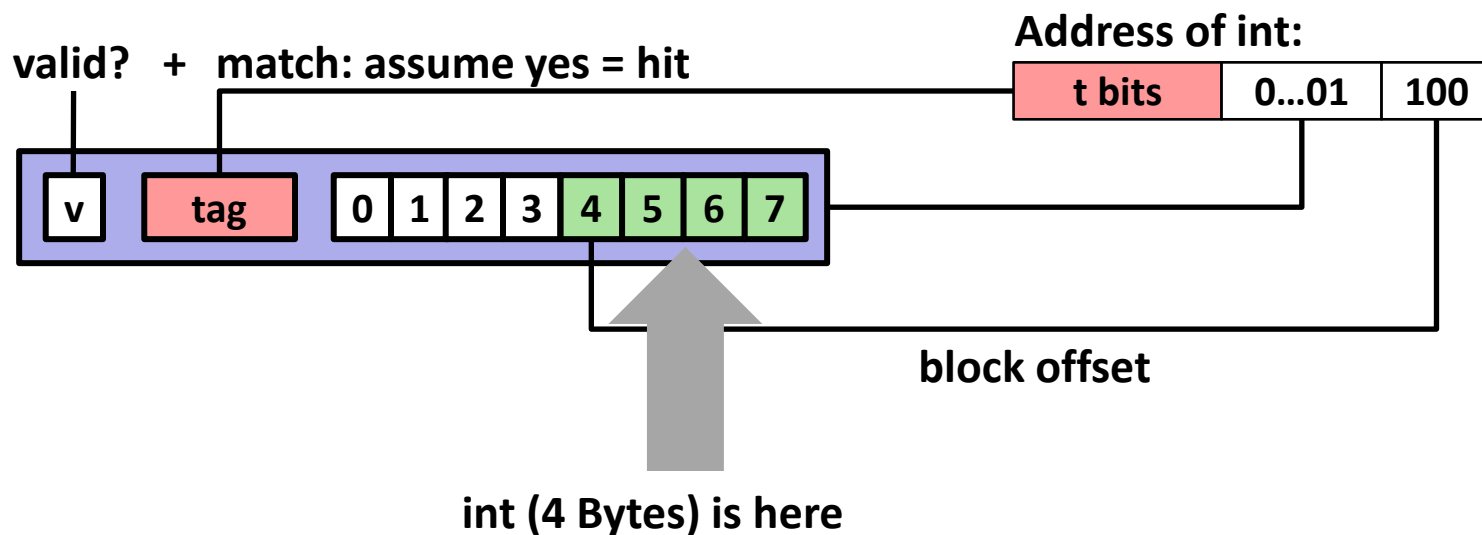 Address of int:
valid? + match: assume yes = hit
t bits 0...01 100
v tag 0 1 2 3 4 5 6 7
block offset
int (4 Bytes) is here